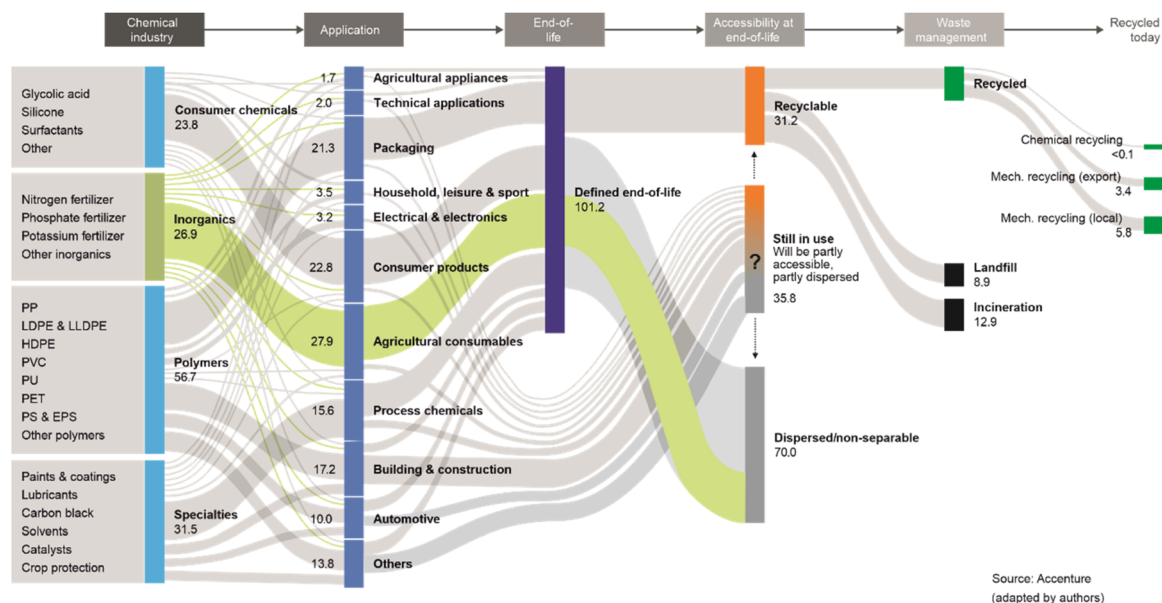 Chemical
industry
Application
End-of-
life
Accessibility at
end-of-life
Waste
management
Recycled
today
Glycolic acid
Silicone
Surfactants
Other
Consumer chemicals
23.8
Nitrogen fertilizer
Phosphate fertilizer
Potassium fertilizer
Other inorganics
Inorganics
26.9
PP
LDPE & LLDPE
HDPE
PVC
PU
PET
PS & EPS
Other polymers
Polymers
56.7
Paints & coatings
Lubricants
Carbon black
Solvents
Catalysts
Crop protection
Specialties
31.5
1.7 Agricultural appliances
2.0 Technical applications
21.3 Packaging
3.5 Household, leisure & sport
3.2 Electrical & electronics
22.8 Consumer products
27.9 Agricultural consumables
15.6 Process chemicals
17.2 Building & construction
10.0 Automotive
13.8 Others
Defined end-of-life
101.2
Recyclable
31.2
?
Still in use
Will be partly
accessible,
partly dispersed
35.8
Dispersed/non-separable
70.0
Recycled
Landfill
8.9
Incineration
12.9
Chemical recycling
<0.1
Mech. recycling (export)
3.4
Mech. recycling (local)
5.8
Source: Accenture
(adapted by authors)